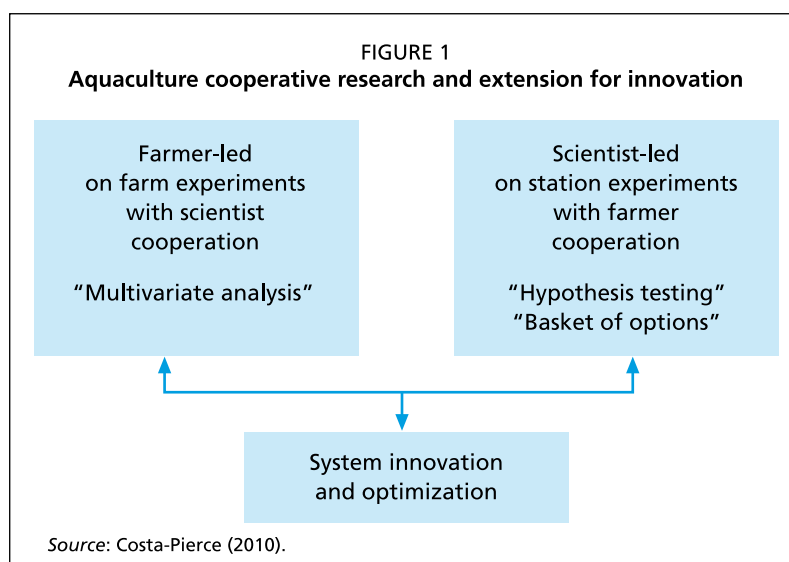 FIGURE 1
Aquaculture cooperative research and extension for innovation
Farmer-led
on farm experiments
with scientist
cooperation
“Multivariate analysis”
Scientist-led
on station experiments
with farmer
cooperation
“Hypothesis testing”
“Basket of options”
System innovation
and optimization
Source: Costa-Pierce (2010).